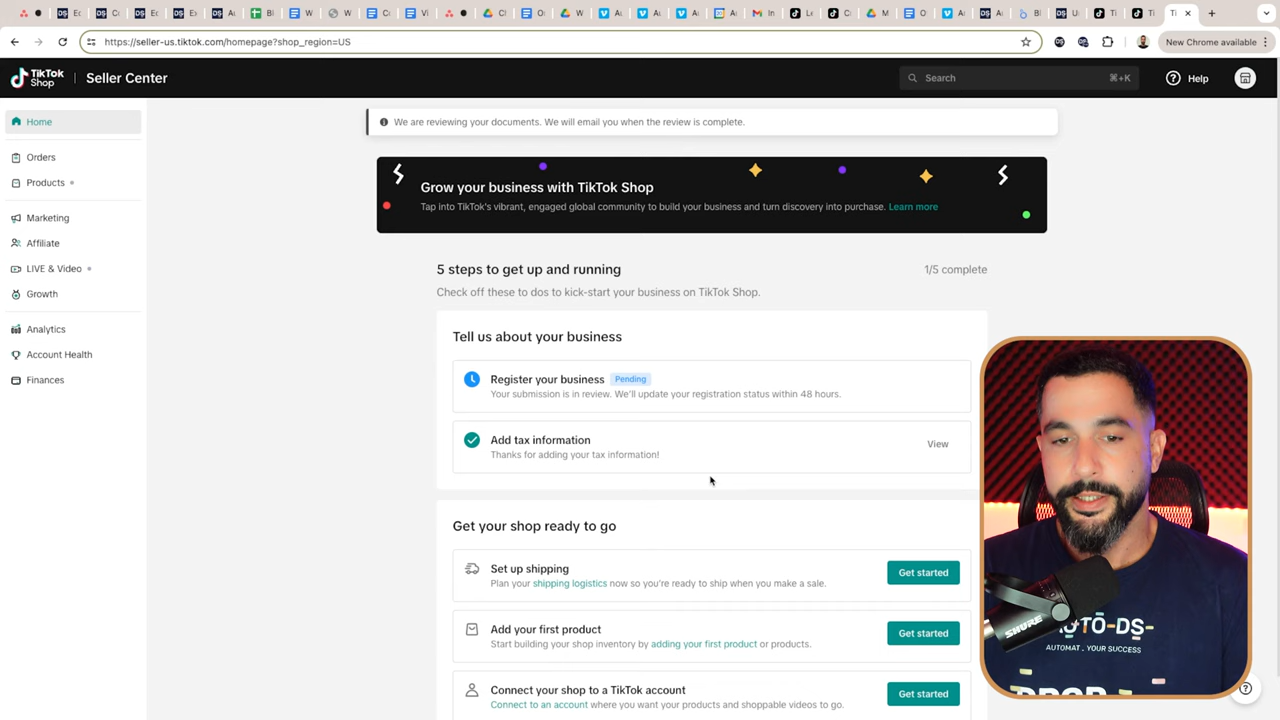 https://seller-us.tiktok.com/homepage?shop_region=US
New Chrome available
TikTok
Shop
Seller Center
Search
⌘+K
Help
Home
Orders
Products
Marketing
Affiliate
LIVE & Video
Growth
Analytics
Account Health
Finances
We are reviewing your documents. We will email you when the review is complete.
Grow your business with TikTok Shop
Tap into TikTok's vibrant, engaged global community to build your business and turn discovery into purchase. Learn more
5 steps to get up and running
1/5 complete
Check off these to dos to kick-start your business on TikTok Shop.
Tell us about your business
Register your business Pending
Your submission is in review. We'll update your registration status within 48 hours.
Add tax information
Thanks for adding your tax information!
View
Get your shop ready to go
Set up shipping
Plan your shipping logistics now so you're ready to ship when you make a sale.
Get started
Add your first product
Start building your shop inventory by adding your first product or products.
Get started
Connect your shop to a TikTok account
Connect to an account where you want your products and shoppable videos to go.
Get started
SHURE
AUTOMAT
YOUR SUCCESS